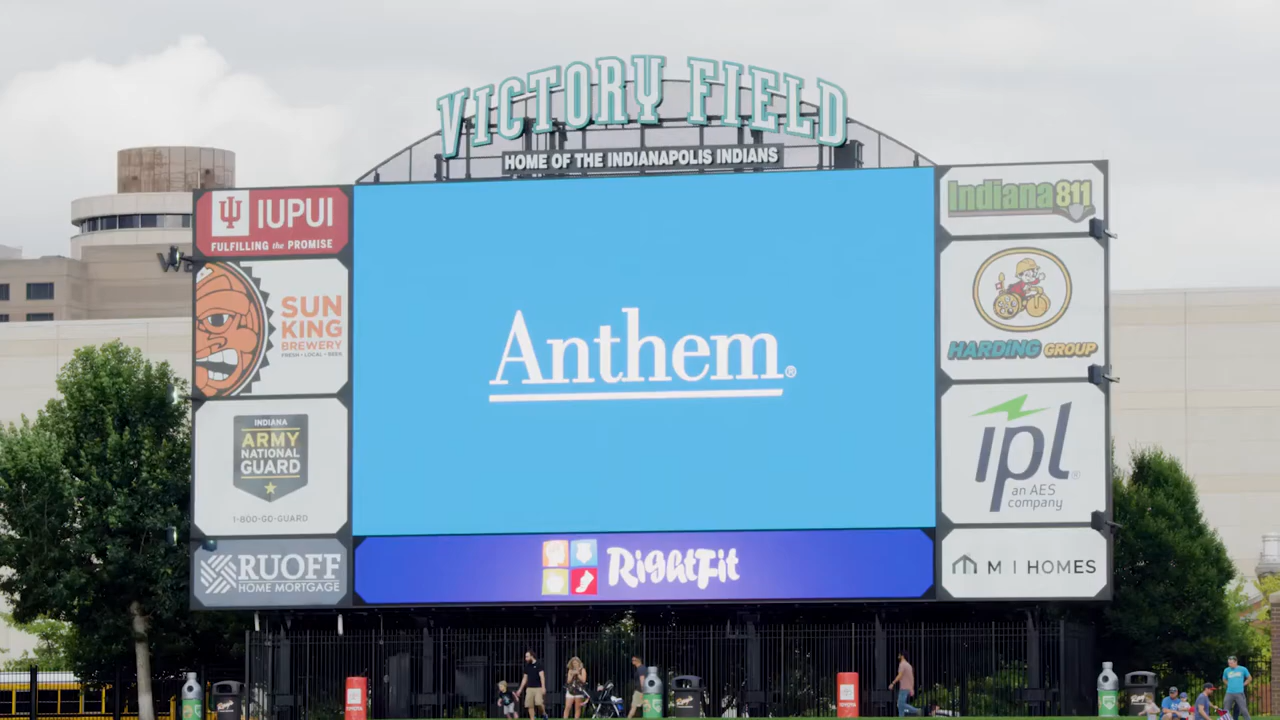 VICTORY FIELD
HOME OF THE INDIANAPOLIS INDIANS
IUPUI
FULFILLING the PROMISE
SUN
KING
BREWERY
FRESH • LOCAL • BEER
INDIANA
ARMY
NATIONAL
GUARD
1-800-GO-GUARD
RUOFF
HOME MORTGAGE
Anthem®
RightFit
Indiana811
HARDING GROUP
ipl®
an AES
company
M I HOMES